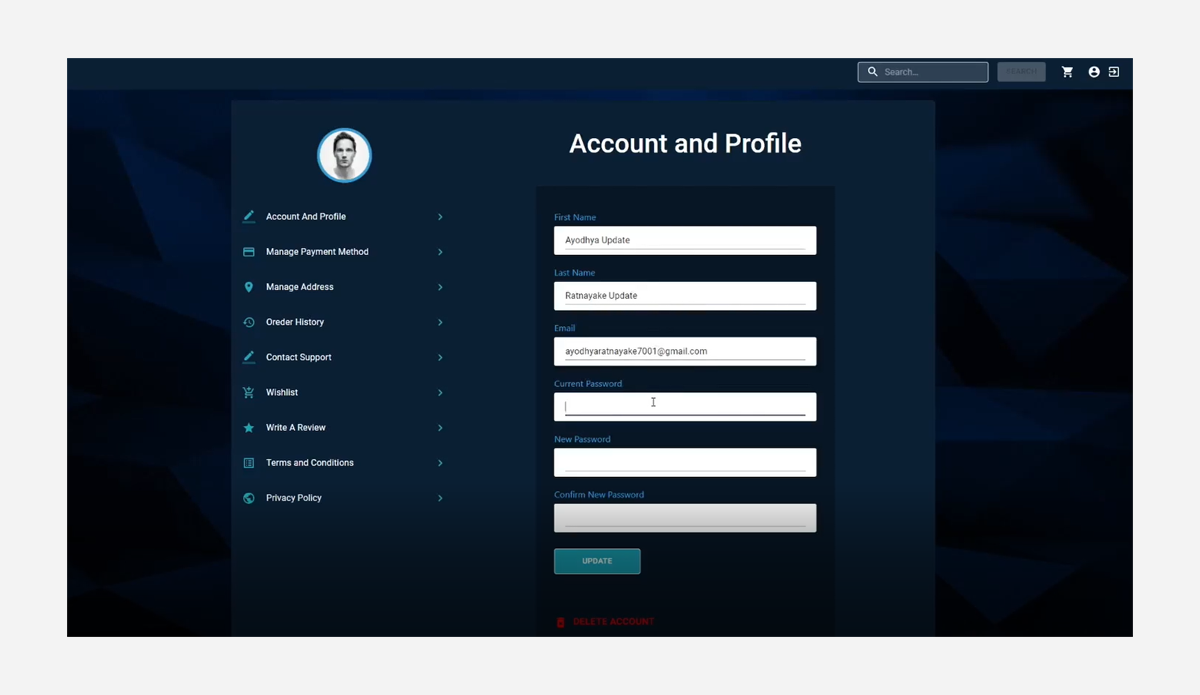 Search...
SEARCH
Account and Profile
Account And Profile
Manage Payment Method
Manage Address
Oreder History
Contact Support
Wishlist
Write A Review
Terms and Conditions
Privacy Policy
First Name
Ayodhya Update
Last Name
Ratnayake Update
Email
ayodhyaratnayake7001@gmail.com
Current Password
New Password
Confirm New Password
UPDATE
DELETE ACCOUNT